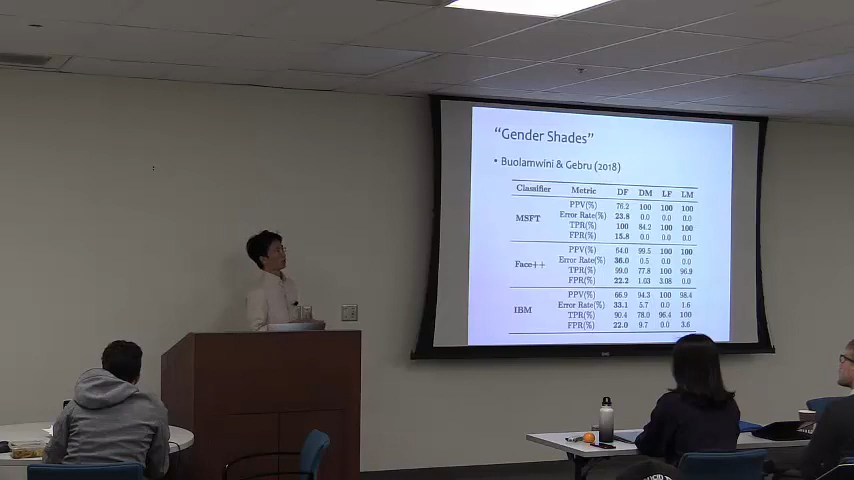 “Gender Shades”
• Buolamwini & Gebru (2018)
Classifier Metric DF DM LF LM
MSFT
PPV(%) 76.2 100 100 100
Error Rate(%) 23.8 0.0 0.0 0.0
TPR(%) 100 84.2 100 100
FPR(%) 15.8 0.0 0.0 0.0
Face++
PPV(%) 64.0 99.5 100 100
Error Rate(%) 36.0 0.5 0.0 0.0
TPR(%) 99.0 77.8 100 96.9
FPR(%) 22.2 1.03 3.08 0.0
IBM
PPV(%) 66.9 94.3 100 98.4
Error Rate(%) 33.1 5.7 0.0 1.6
TPR(%) 90.4 78.0 96.4 100
FPR(%) 22.0 9.7 0.0 3.6